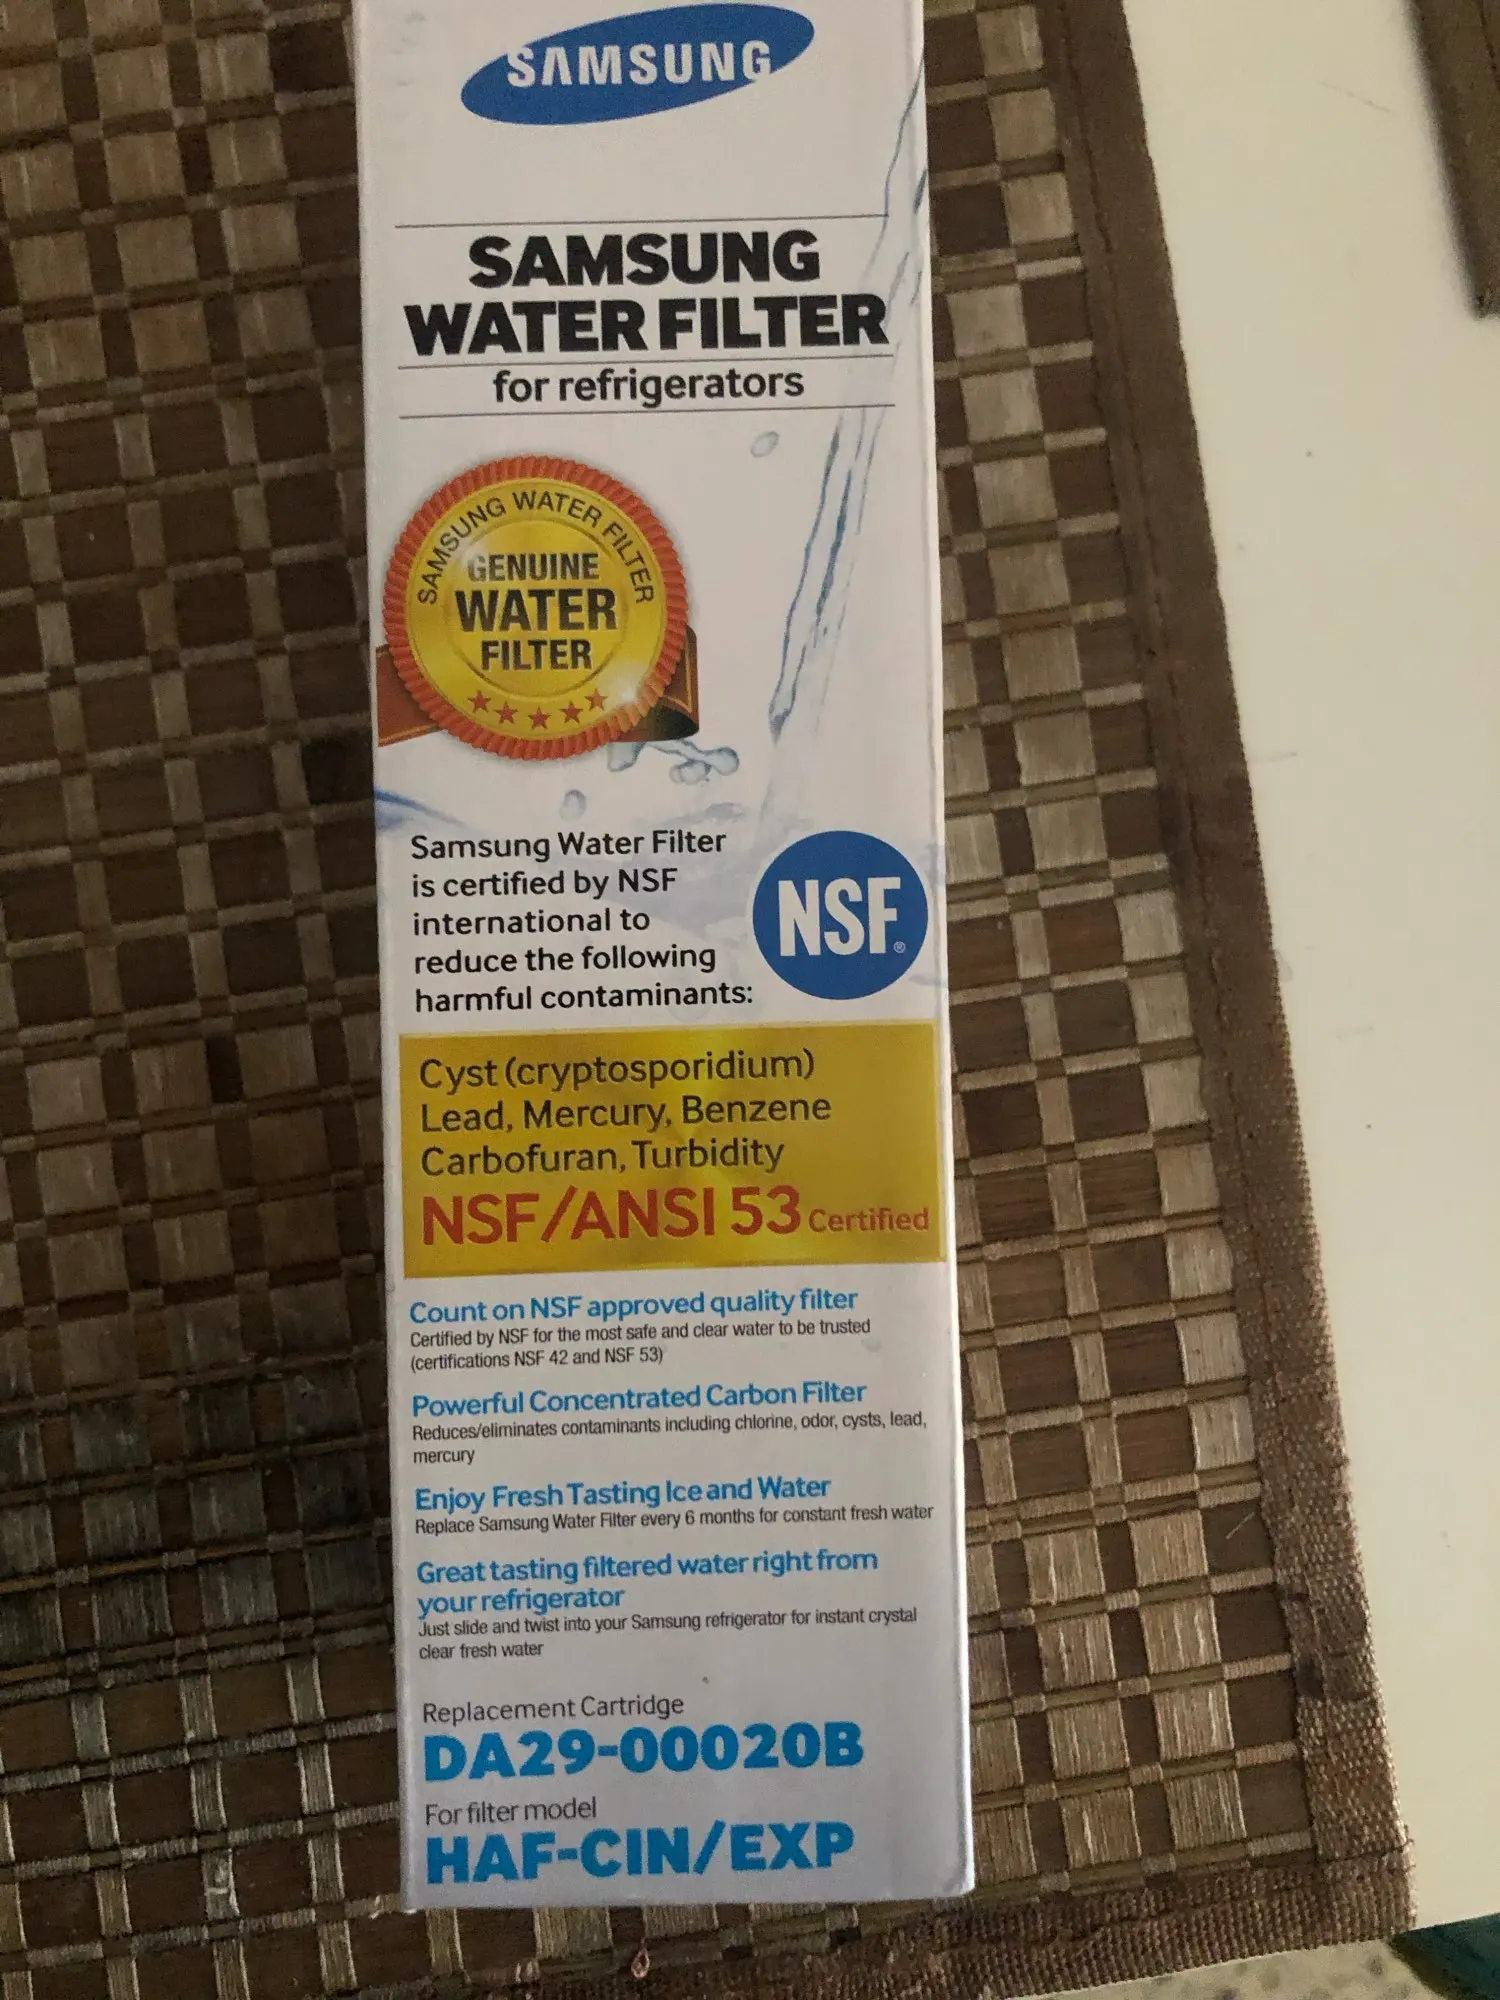 SAMSUNG
SAMSUNG
WATER FILTER
for refrigerators
SAMSUNG WATER FILTER
GENUINE
WATER
FILTER
Samsung Water Filter
is certified by NSF
international to
reduce the following
harmful contaminants:
NSF®
Cyst (cryptosporidium)
Lead, Mercury, Benzene
Carbofuran, Turbidity
NSF/ANSI 53 Certified
Count on NSF approved quality filter
Certified by NSF for the most safe and clear water to be trusted
(certifications NSF 42 and NSF 53)
Powerful Concentrated Carbon Filter
Reduces/eliminates contaminants including chlorine, odor, cysts, lead,
mercury
Enjoy Fresh Tasting Ice and Water
Replace Samsung Water Filter every 6 months for constant fresh water
Great tasting filtered water right from
your refrigerator
Just slide and twist into your Samsung refrigerator for instant crystal
clear fresh water
Replacement Cartridge
DA29-00020B
For filter model
HAF-CIN/EXP